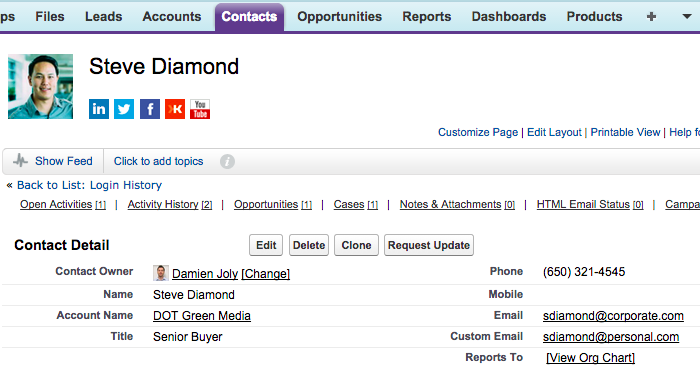 ps Files Leads Accounts Contacts Opportunities Reports Dashboards Products +
Steve Diamond
in f You Tube
Customize Page | Edit Layout | Printable View | Help fo
Show Feed Click to add topics i
« Back to List: Login History
Open Activities [1] | Activity History [2] | Opportunities [1] | Cases [1] | Notes & Attachments [0] | HTML Email Status [0] | Campa
Contact Detail Edit Delete Clone Request Update
Contact Owner Damien Joly [Change] Phone (650) 321-4545
Name Steve Diamond Mobile
Account Name DOT Green Media Email sdiamond@corporate.com
Title Senior Buyer Custom Email sdiamond@personal.com
Reports To [View Org Chart]